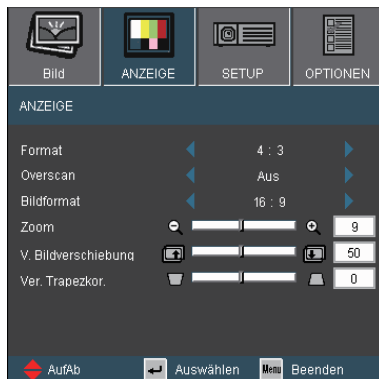 Bild ANZEIGE SETUP OPTIONEN
ANZEIGE
Format 4 : 3
Overscan Aus
Bildformat 16 : 9
Zoom 9
V. Bildverschiebung 50
Ver. Trapezkor. 0
AufAb Auswählen Menu Beenden